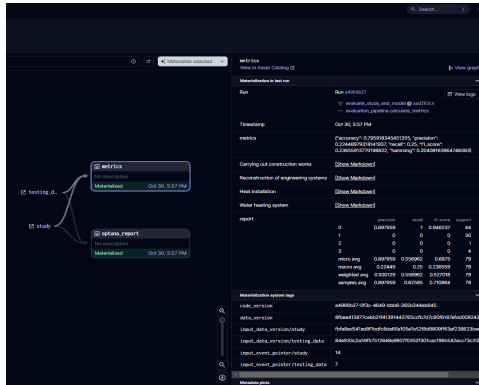 Search... /
Materialize selected
metrics
View in Asset Catalog
View graph
Materialization in last run
Run
Run a4966b27
View logs
evaluate_study_and_model @ aad293ce
evaluation_pipeline.calculate_metrics
Timestamp
Oct 30, 5:57 PM
metrics
Carrying out construction works
[Show Markdown]
Reconstruction of engineering systems
[Show Markdown]
Heat installation
[Show Markdown]
Water heating system
[Show Markdown]
report
precision recall f1-score support
0 0.897959 1 0.946237 44
1 0 0 0 30
2 0 0 0 1
3 0 0 0 4
micro avg 0.897959 0.556962 0.6875 79
macro avg 0.22449 0.25 0.236559 79
weighted avg 0.500129 0.556962 0.527019 79
samples avg 0.897959 0.62585 0.710884 79
Materialization system tags
code_version
data_version
input_data_version/study
input_data_version/testing_data
input_event_pointer/study
14
input_event_pointer/testing_data
7
Metadata plots
testing_d...
study
metrics
No description
Materialized Oct 30, 5:57 PM
optuna_report
No description
Materialized Oct 30, 5:57 PM